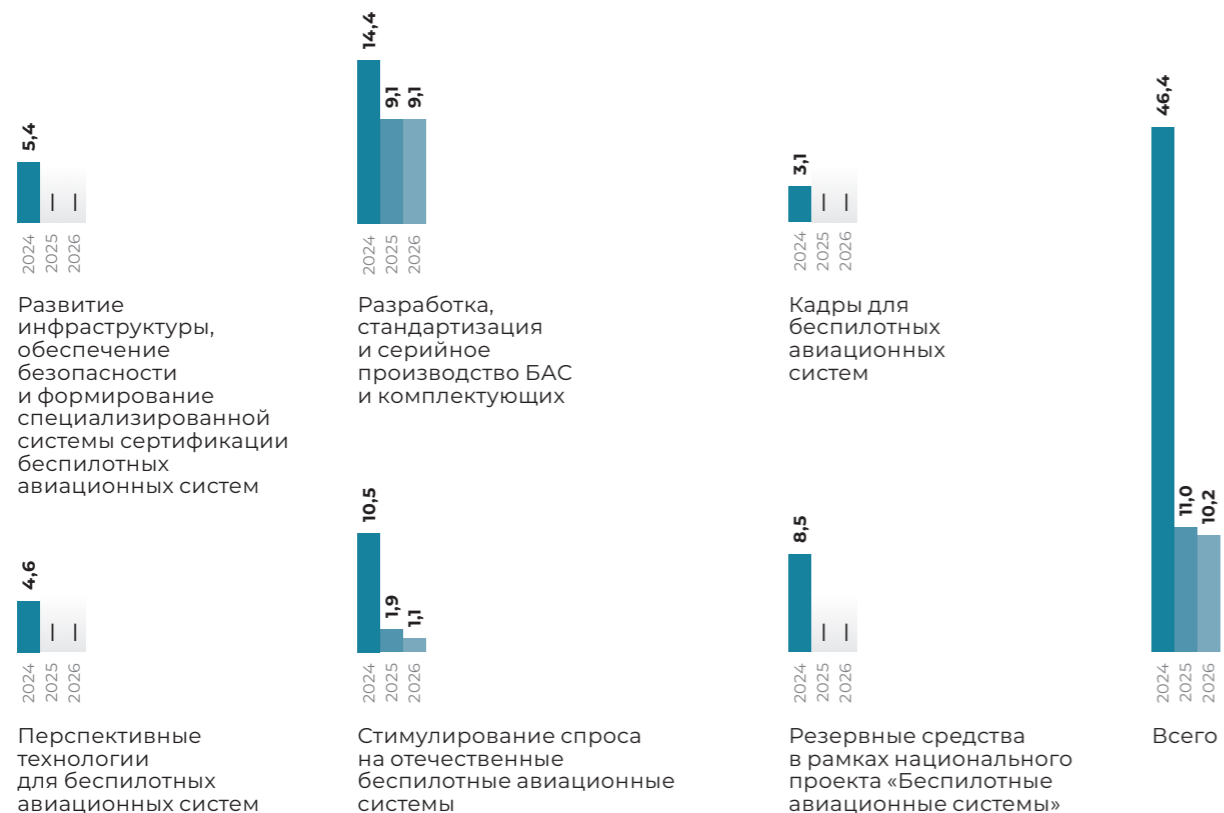 5,4
—
—
2024
2025
2026
Развитие
инфраструктуры,
обеспечение
безопасности
и формирование
специализированной
системы сертификации
беспилотных
авиационных систем
14,4
9,1
9,1
2024
2025
2026
Разработка,
стандартизация
и серийное
производство БАС
и комплектующих
3,1
—
—
2024
2025
2026
Кадры для
беспилотных
авиационных
систем
4,6
—
—
2024
2025
2026
Перспективные
технологии
для беспилотных
авиационных систем
10,5
1,9
1,1
2024
2025
2026
Стимулирование спроса
на отечественные
беспилотные авиационные
системы
8,5
—
—
2024
2025
2026
Резервные средства
в рамках национального
проекта «Беспилотные
авиационные системы»
46,4
11,0
10,2
2024
2025
2026
Всего